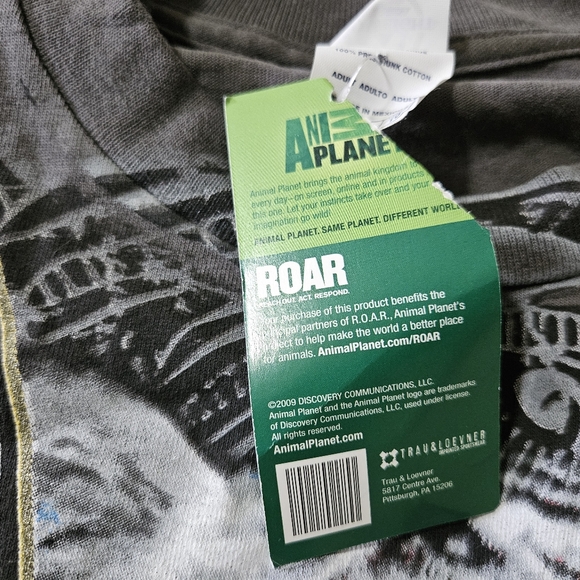 100% PRESHRUNK COTTON
ADULT ADULTO ADULT
ANIMAL
PLANET
Animal Planet brings the animal kingdom to
every day—on screen, online and in products
this one. Let your instincts take over and your
imagination go wild!
ANIMAL PLANET. SAME PLANET. DIFFERENT WORLD
ROAR
REACH OUT. ACT. RESPOND.
purchase of this product benefits the
partners of R.O.A.R., Animal Planet's
project to help make the world a better place
for animals. AnimalPlanet.com/ROAR
©2009 DISCOVERY COMMUNICATIONS, LLC.
Animal Planet and the Animal Planet logo are trademarks
of Discovery Communications, LLC, used under license.
All rights reserved.
AnimalPlanet.com
TRAU & LOEVNER
IMPRINTED SPORTSWEAR
Trau & Loevner
5817 Centre Ave.
Pittsburgh, PA 15206